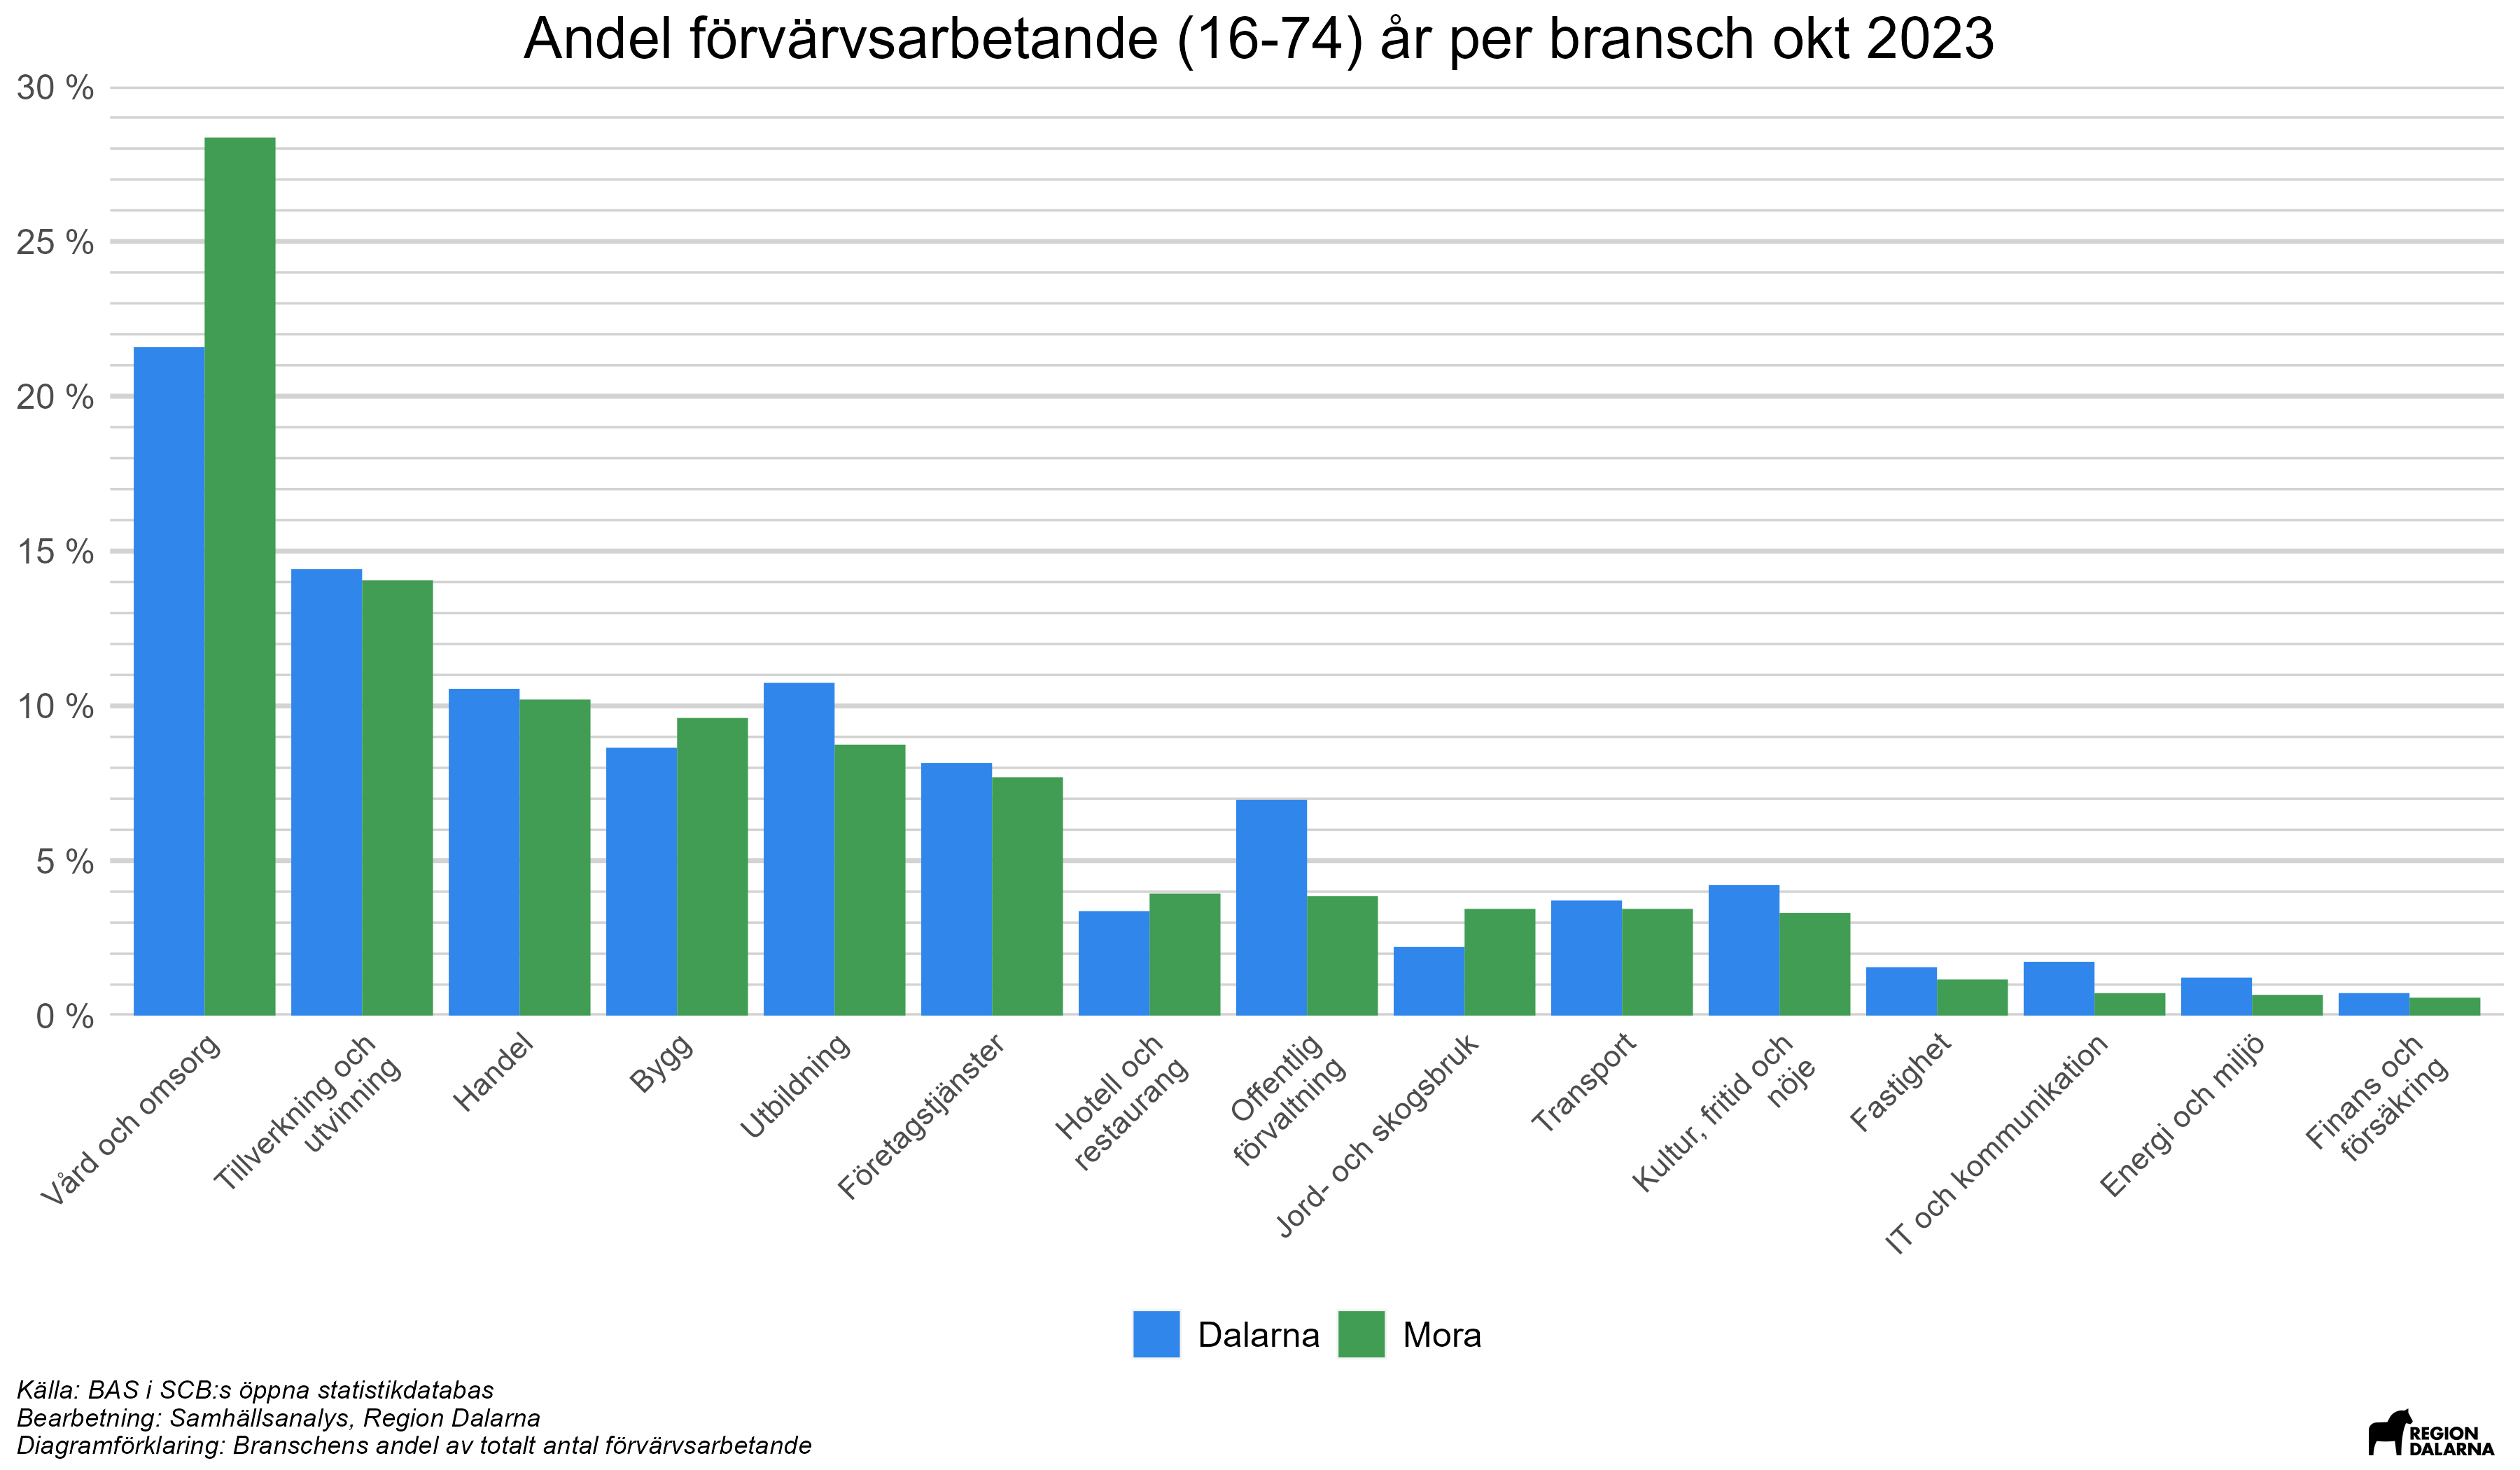 Andel förvärvsarbetande (16-74) år per bransch okt 2023
30 %
25 %
20 %
15 %
10 %
5 %
0 %
Vård och omsorg
Tillverkning och
utvinning
Handel
Bygg
Utbildning
Företagstjänster
Hotell och
restaurang
Offentlig
förvaltning
Jord- och skogsbruk
Transport
Kultur, fritid och
nöje
Fastighet
IT och kommunikation
Energi och miljö
Finans och
försäkring
Dalarna
Mora
Källa: BAS i SCB:s öppna statistikdatabas
Bearbetning: Samhällsanalys, Region Dalarna
Diagramförklaring: Branschens andel av totalt antal förvärvsarbetande
REGION
DALARNA